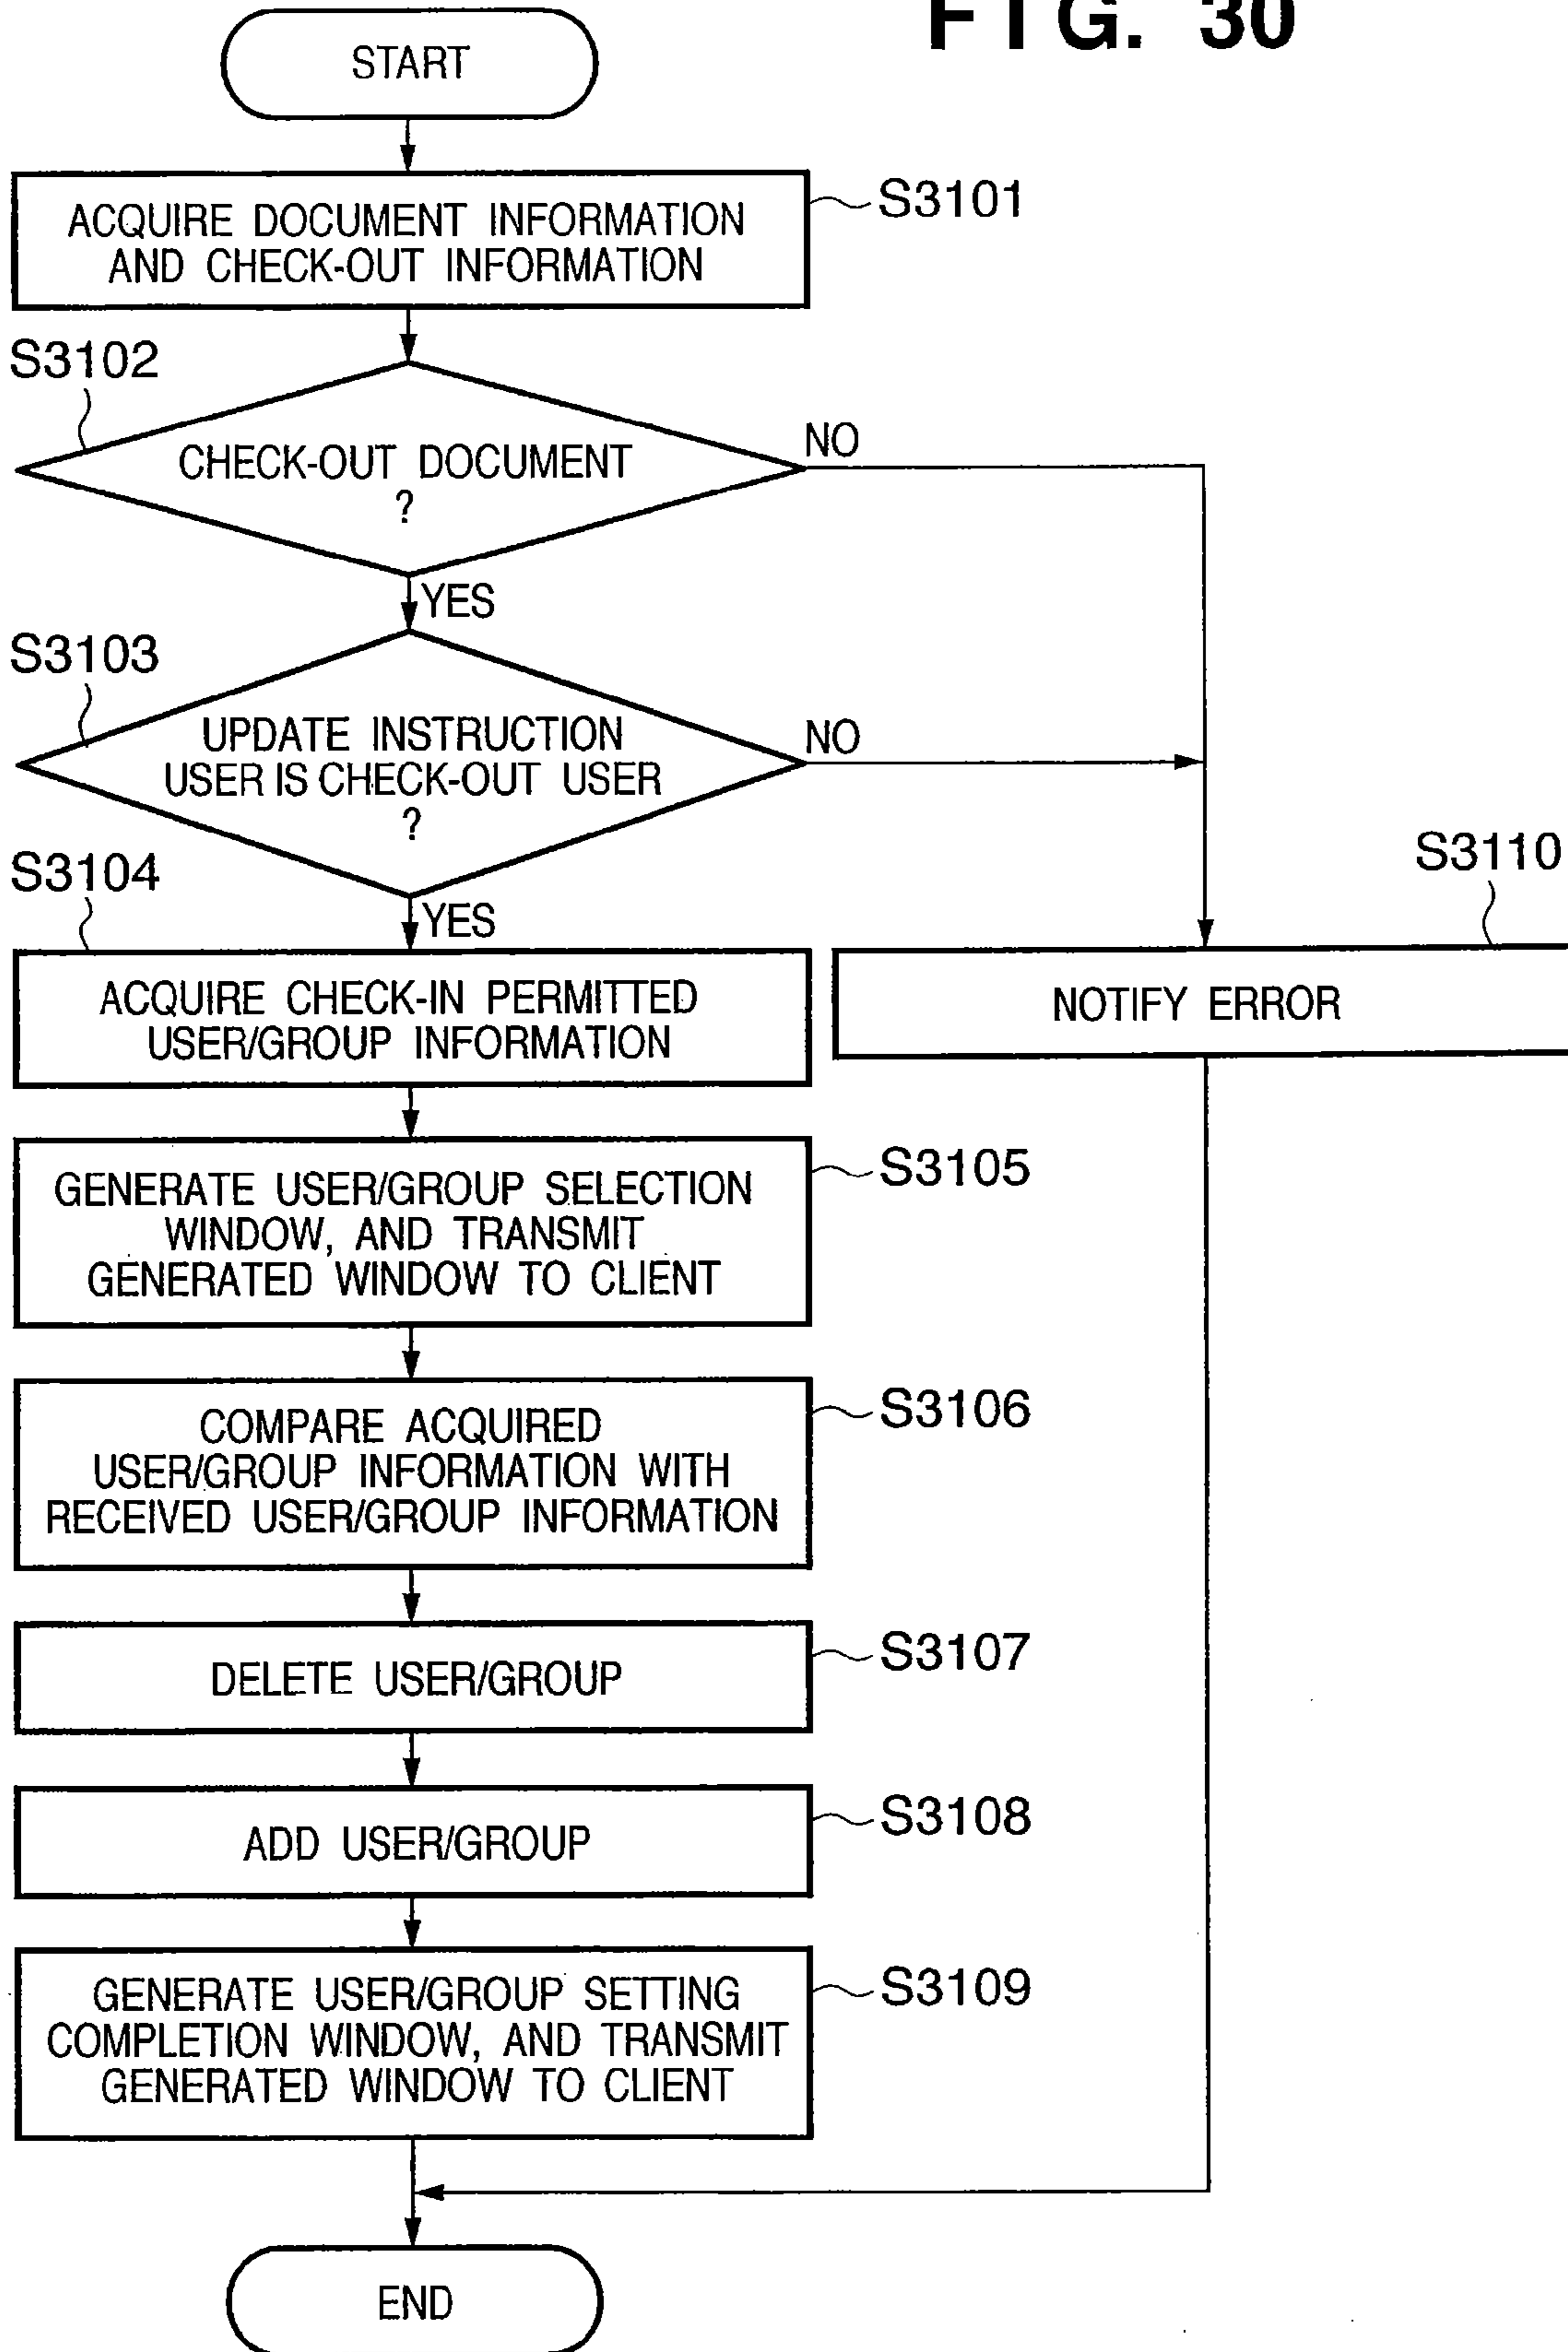 FIG. 30
START
ACQUIRE DOCUMENT INFORMATION
AND CHECK-OUT INFORMATION
S3101
S3102
CHECK-OUT DOCUMENT
?
NO
YES
S3103
UPDATE INSTRUCTION
USER IS CHECK-OUT USER
?
NO
YES
S3104
ACQUIRE CHECK-IN PERMITTED
USER/GROUP INFORMATION
S3110
NOTIFY ERROR
GENERATE USER/GROUP SELECTION
WINDOW, AND TRANSMIT
GENERATED WINDOW TO CLIENT
S3105
COMPARE ACQUIRED
USER/GROUP INFORMATION WITH
RECEIVED USER/GROUP INFORMATION
S3106
DELETE USER/GROUP
S3107
ADD USER/GROUP
S3108
GENERATE USER/GROUP SETTING
COMPLETION WINDOW, AND TRANSMIT
GENERATED WINDOW TO CLIENT
S3109
END